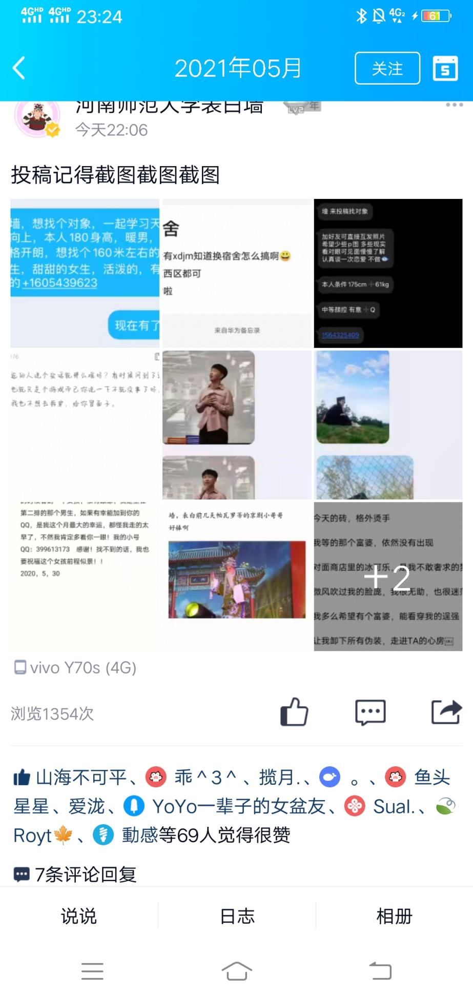 23:24
4G₂
61
2021年05月
关注
5
河南师范大学表白墙
LV2 年
今天22:06
投稿记得截图截图截图
墙，想找个对象，一起学习天
向上，本人180身高，暖男，
格开朗，想找个160米左右的
生，甜甜的女生，活泼的，有
的+1605439623
现在有了
舍
有xdjm知道换宿舍怎么搞啊😀
西区都可
啦
来自华为备忘录
墙 来投稿找对象
加好友可直接互发照片
希望少些p图 多些现实
看对眼可见面慢慢了解
认真谈一次恋爱 不做🐟
本人条件 175cm➕61kg
中等颜控 有意➕Q
1564325409
人说个实话就那么难吗？有时候问到了
也就只是个游戏而已你说一下不就没事了吗，
我也不想去拆穿，给你留面子。
第二排的那个男生，如果有幸能加到你的
QQ，是我这个月最大的幸运，都怪我走的太
早了，不然我肯定多看你一眼！我的小号
QQ：399613173 感谢！找不到的话，我也
要祝福这个女孩前程似景！！
2020，5，30
墙，表白前几天帕瓦罗蒂的京剧小哥哥
好棒啊
今天的砖，格外烫手
我等的那个富婆，依然没有出现
对面商店里的冰可乐，是我不敢奢求的梦
微风吹过我的脸庞，我很无助，也很迷茫
我多么希望有个富婆，能看穿我的逞强
让我卸下所有伪装，走进TA的心房
+2
vivo Y70s (4G)
浏览1354次
山海不可平、乖^3^、揽月.、。、鱼头
星星、爱泷、YoYo一辈子的女盆友、Sual.、
Royt🍁、動感等69人觉得很赞
7条评论回复
说说 日志 相册